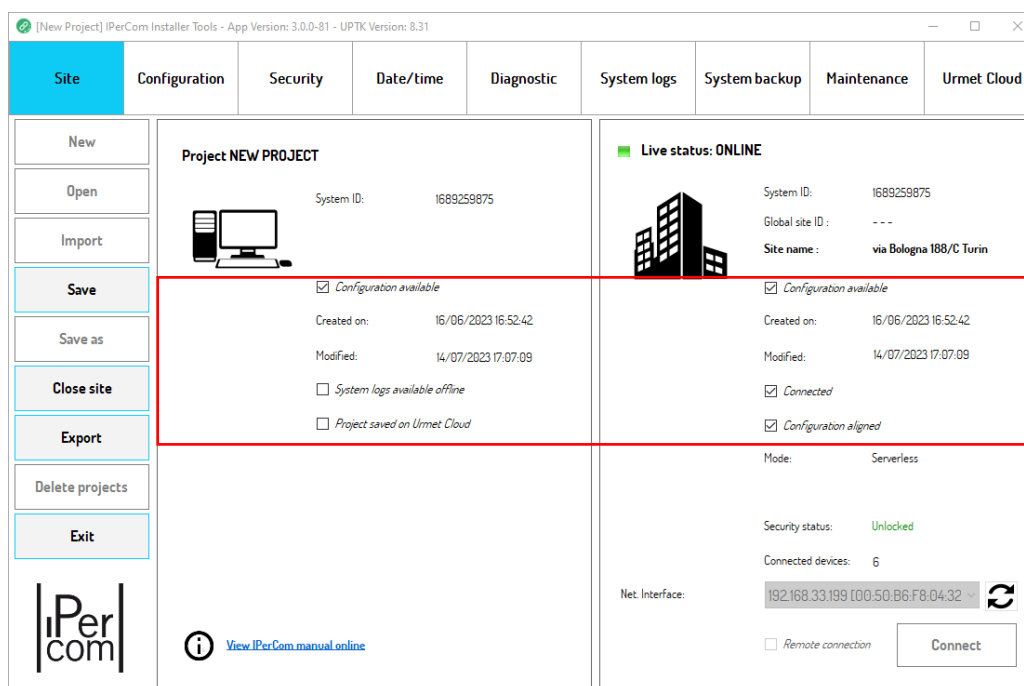 [New Project] IPerCom Installer Tools - App Version: 3.0.0-81 - UPTK Version: 8.31
Site Configuration Security Date/time Diagnostic System logs System backup Maintenance Urmet Cloud
New
Open
Import
Save
Save as
Close site
Export
Delete projects
Exit
iPer
com
Project NEW PROJECT
System ID: 1689259875
Configuration available
Created on: 16/06/2023 16:52:42
Modified: 14/07/2023 17:07:09
System logs available offline
Project saved on Urmet Cloud
View IPerCom manual online
Live status: ONLINE
System ID: 1689259875
Global site ID : - - -
Site name : via Bologna 188/C Turin
Configuration available
Created on: 16/06/2023 16:52:42
Modified: 14/07/2023 17:07:09
Connected
Configuration aligned
Mode: Serverless
Security status: Unlocked
Connected devices: 6
Net. Interface: 192.168.33.199 [00:50:B6:F8:04:32
Remote connection
Connect